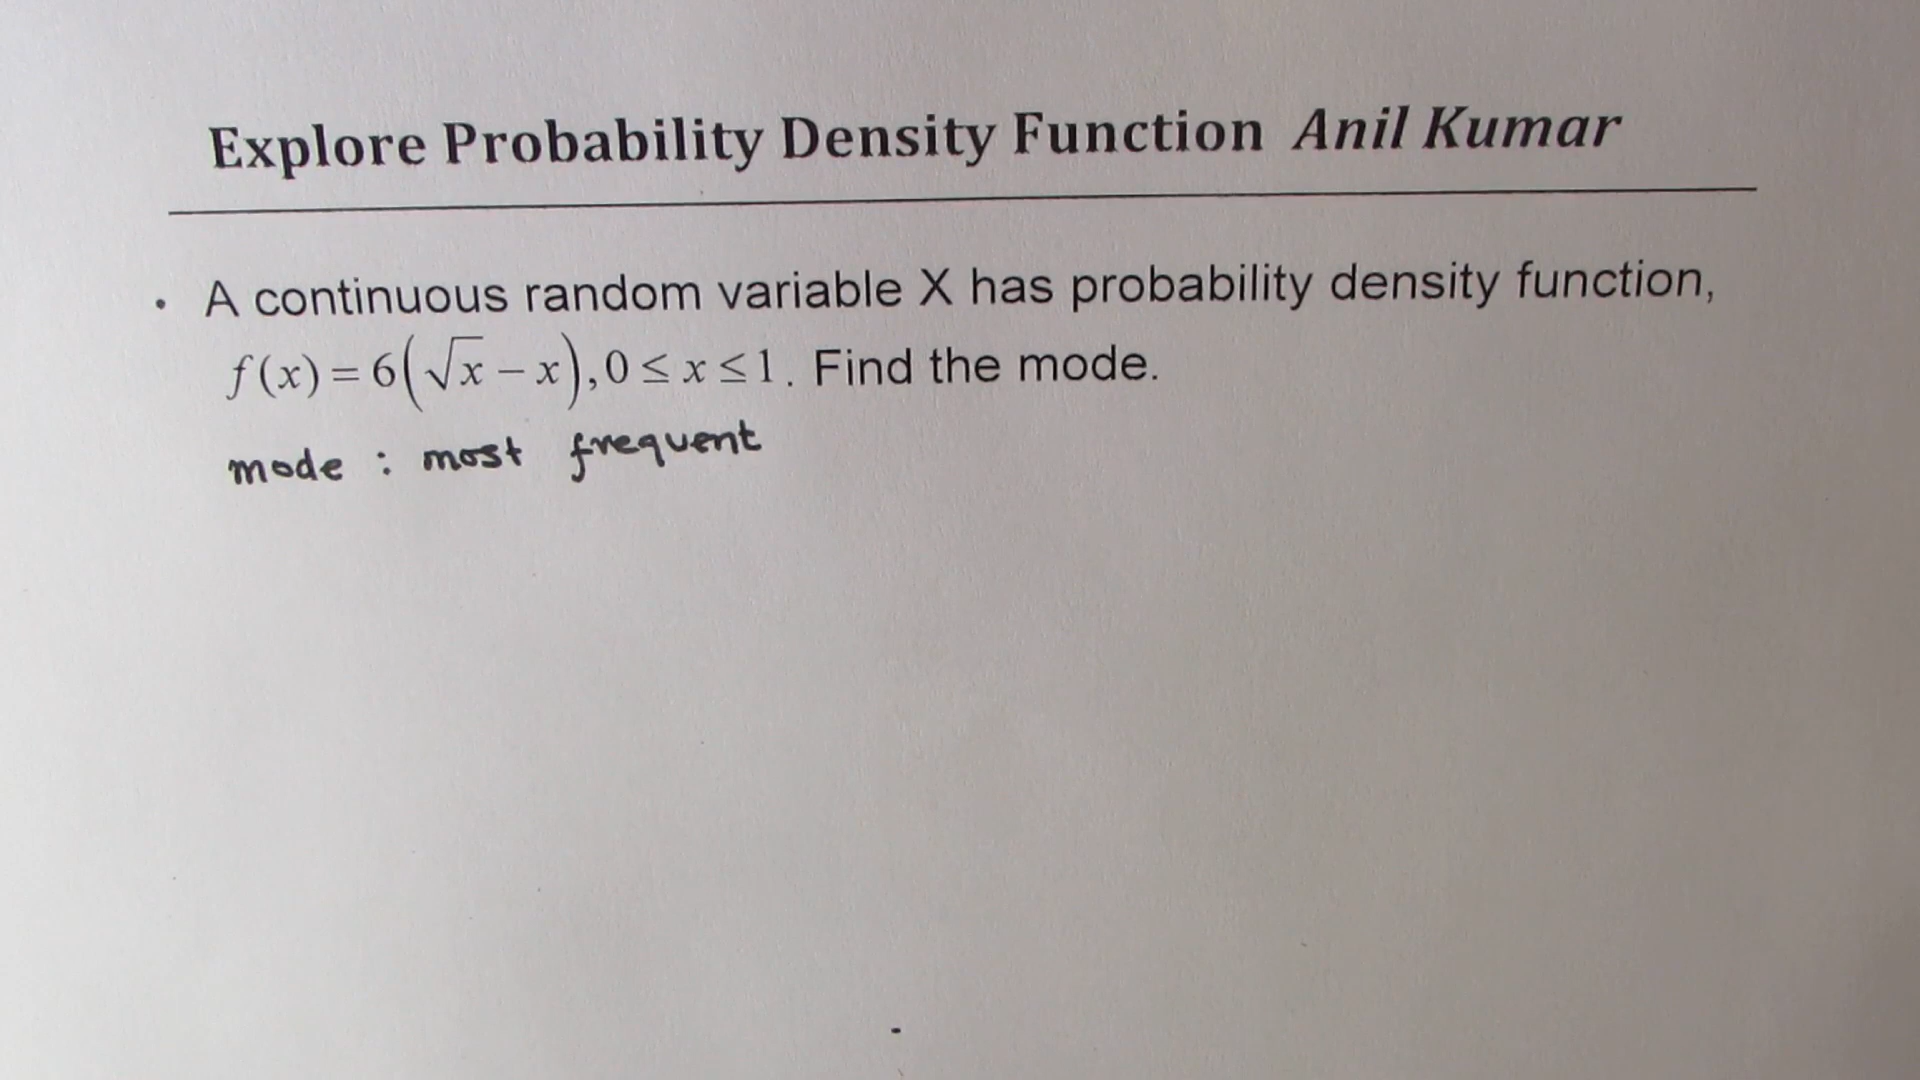 Explore Probability Density Function Anil Kumar
• A continuous random variable X has probability density function,
f(x) = 6(√x − x), 0 ≤ x ≤ 1. Find the mode.
mode : most frequent